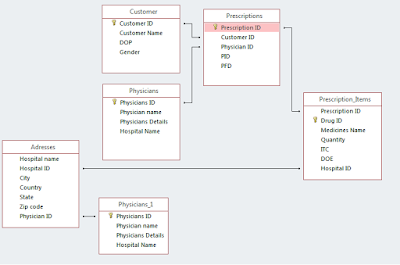 Customer
Customer ID
Customer Name
DOP
Gender
Prescriptions
Prescription ID
Customer ID
Physician ID
PID
PFD
Physicians
Physicians ID
Physician name
Physicians Details
Hospital Name
Prescription_Items
Prescription ID
Drug ID
Medicines Name
Quantity
ITC
DOE
Hospital ID
Adresses
Hospital name
Hospital ID
City
Country
State
Zip code
Physician ID
Physicians_1
Physicians ID
Physician name
Physicians Details
Hospital Name